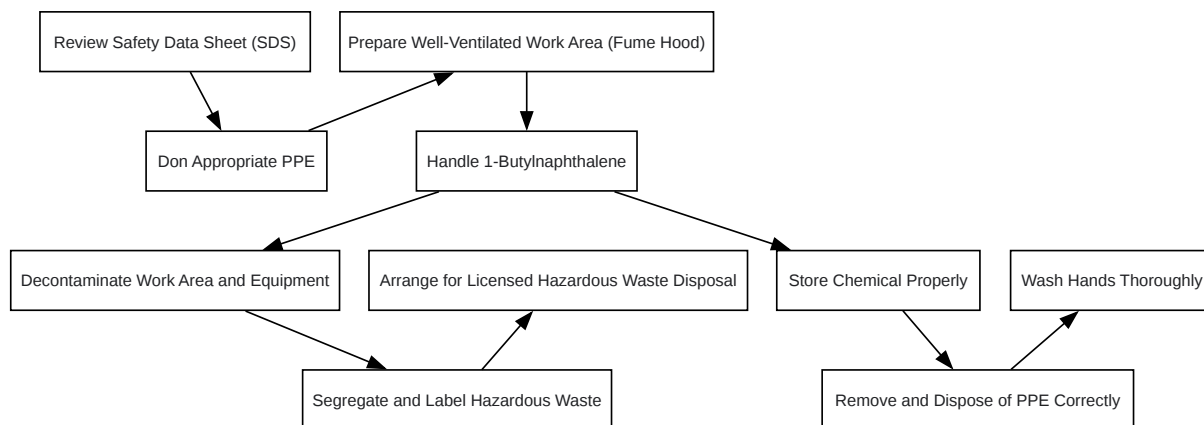 Review Safety Data Sheet (SDS)
Prepare Well-Ventilated Work Area (Fume Hood)
Don Appropriate PPE
Handle 1-Butylnaphthalene
Decontaminate Work Area and Equipment
Arrange for Licensed Hazardous Waste Disposal
Store Chemical Properly
Wash Hands Thoroughly
Segregate and Label Hazardous Waste
Remove and Dispose of PPE Correctly